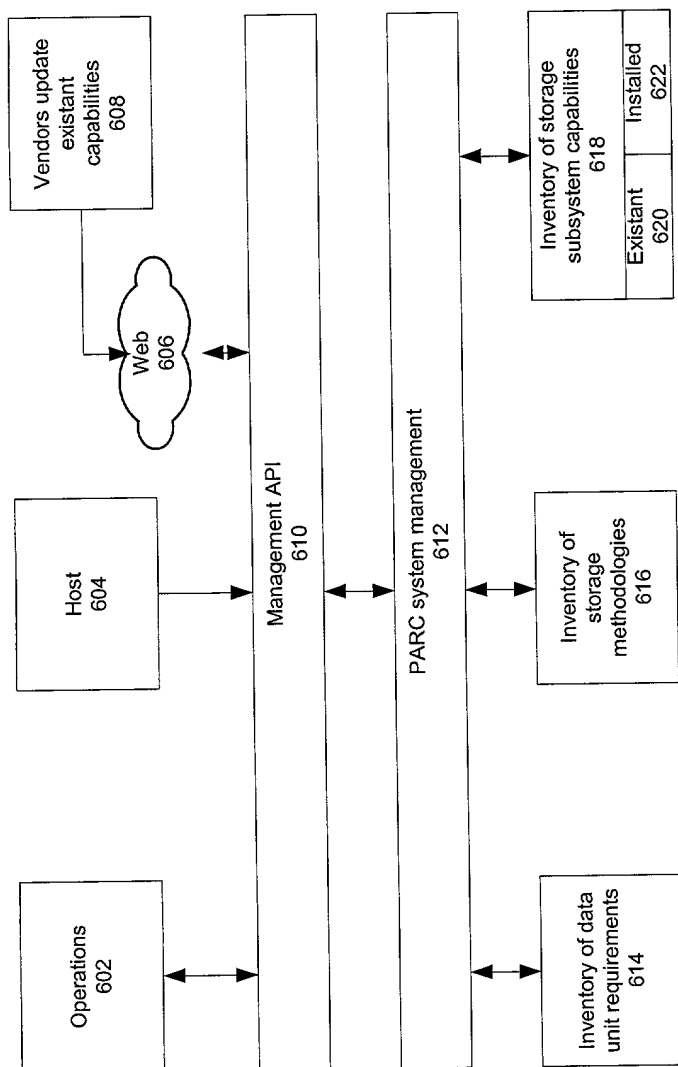 Operations
602
Host
604
Web
606
Vendors update
existant
capabilities
608
Management API
610
PARC system management
612
Inventory of data
unit requirements
614
Inventory of
storage
methodologies
616
Inventory of storage
subsystem capabilities
618
Existant
620
Installed
622